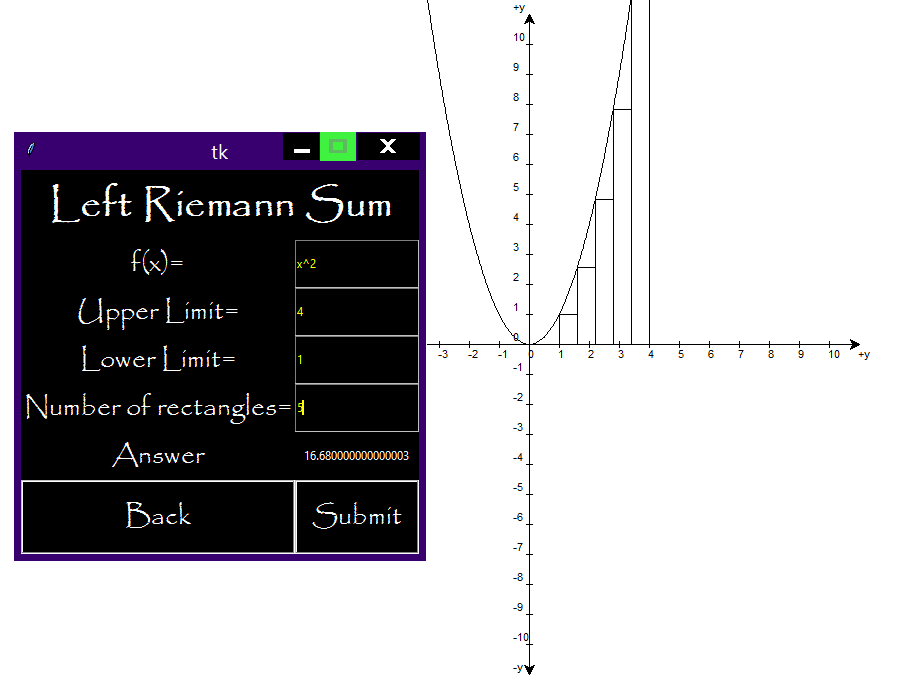 tk
Left Riemann Sum
f(x)= x^2
Upper Limit= 4
Lower Limit= 1
Number of rectangles= 5
Answer 16.680000000000003
Back Submit
+y
10
9
8
7
6
5
4
3
2
1
0
-3 -2 -1 0 1 2 3 4 5 6 7 8 9 10 +y
-1
-2
-3
-4
-5
-6
-7
-8
-9
-10
-y